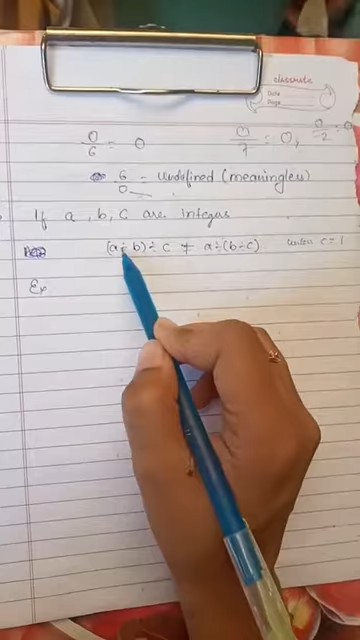 classmate
Date
Page
0/6 = 0    0/7 = 0,    0/-2 = 0
6/0 = Undefined (meaningless)
If a, b, c are integers
(a ÷ b) ÷ c ≠ a ÷ (b ÷ c)    unless c = 1
Ex